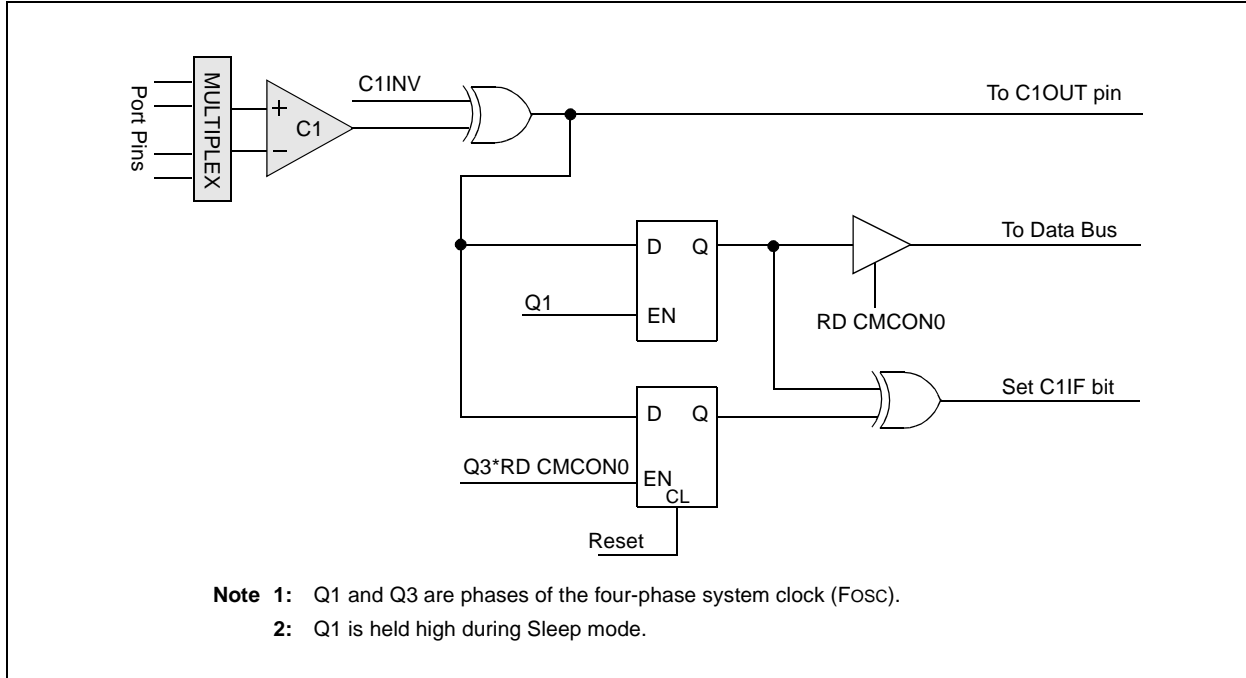 Port Pins
MULTIPLEX
+
−
C1
C1INV
To C1OUT pin
D Q
Q1
EN
To Data Bus
RD CMCON0
D Q
Q3*RD CMCON0
EN
CL
Reset
Set C1IF bit
Note 1: Q1 and Q3 are phases of the four-phase system clock (FOSC).
2: Q1 is held high during Sleep mode.